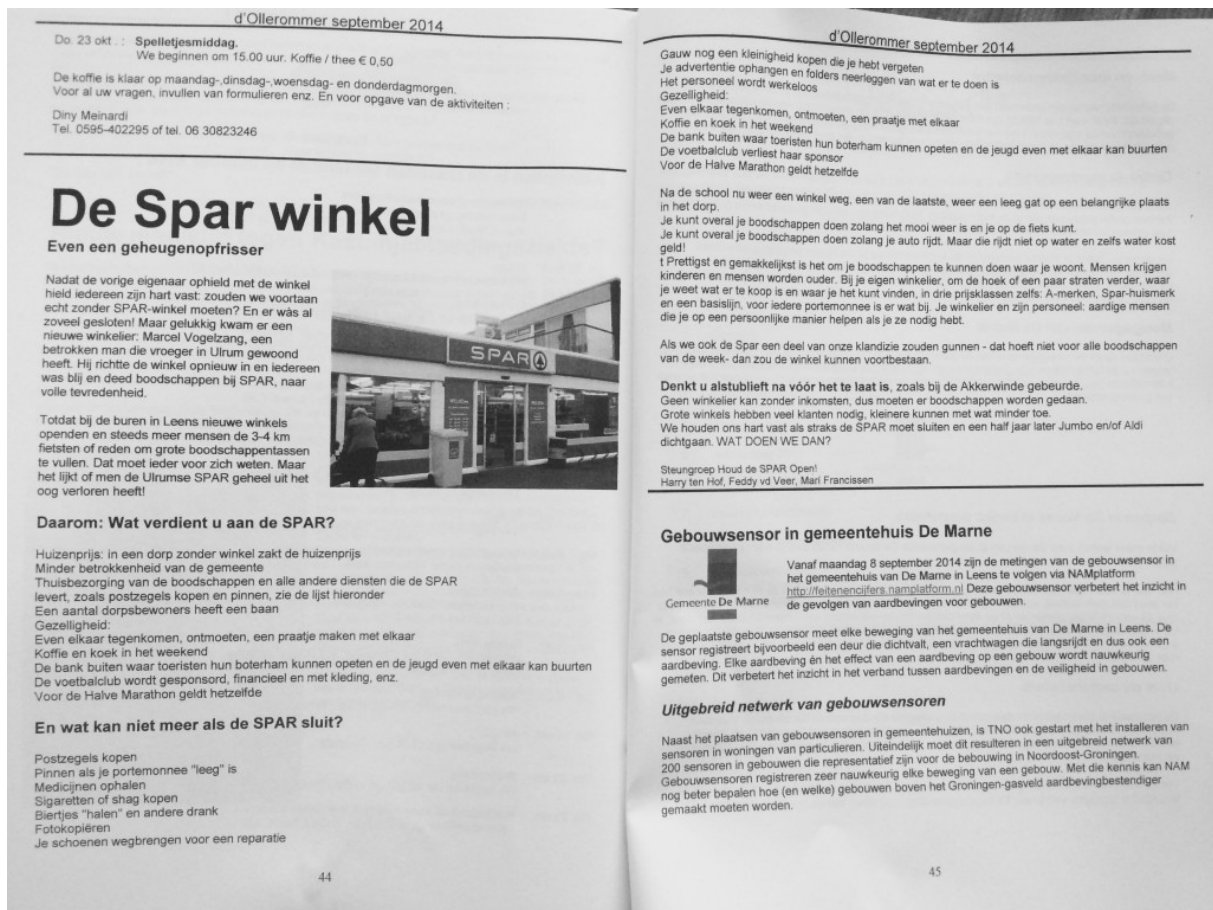 d'Ollerommer september 2014
Do. 23 okt. : Spelletjesmiddag.
We beginnen om 15.00 uur. Koffie / thee € 0,50
De koffie is klaar op maandag-,dinsdag-,woensdag- en donderdagmorgen.
Voor al uw vragen, invullen van formulieren enz. En voor opgave van de aktiviteiten :
Diny Meinardi
Tel. 0595-402295 of tel. 06 30823246
De Spar winkel
Even een geheugenopfrisser
Nadat de vorige eigenaar ophield met de winkel
hield iedereen zijn hart vast: zouden we voortaan
echt zonder SPAR-winkel moeten? En er wàs al
zoveel gesloten! Maar gelukkig kwam er een
nieuwe winkelier: Marcel Vogelzang, een
betrokken man die vroeger in Ulrum gewoond
heeft. Hij richtte de winkel opnieuw in en iedereen
was blij en deed boodschappen bij SPAR, naar
volle tevredenheid.
Totdat bij de buren in Leens nieuwe winkels
openden en steeds meer mensen de 3-4 km
fietsten of reden om grote boodschappentassen
te vullen. Dat moet ieder voor zich weten. Maar
het lijkt of men de Ulrumse SPAR geheel uit het
oog verloren heeft!
SPAR
Daarom: Wat verdient u aan de SPAR?
Huizenprijs: in een dorp zonder winkel zakt de huizenprijs
Minder betrokkenheid van de gemeente
Thuisbezorging van de boodschappen en alle andere diensten die de SPAR
levert, zoals postzegels kopen en pinnen, zie de lijst hieronder
Een aantal dorpsbewoners heeft een baan
Gezelligheid:
Even elkaar tegenkomen, ontmoeten, een praatje maken met elkaar
Koffie en koek in het weekend
De bank buiten waar toeristen hun boterham kunnen opeten en de jeugd even met elkaar kan buurten
De voetbalclub wordt gesponsord, financieel en met kleding, enz.
Voor de Halve Marathon geldt hetzelfde
En wat kan niet meer als de SPAR sluit?
Postzegels kopen
Pinnen als je portemonnee "leeg" is
Medicijnen ophalen
Sigaretten of shag kopen
Biertjes "halen" en andere drank
Fotokopiëren
Je schoenen wegbrengen voor een reparatie
44
d'Ollerommer september 2014
Gauw nog een kleinigheid kopen die je hebt vergeten
Je advertentie ophangen en folders neerleggen van wat er te doen is
Het personeel wordt werkeloos
Gezelligheid:
Even elkaar tegenkomen, ontmoeten, een praatje met elkaar
Koffie en koek in het weekend
De bank buiten waar toeristen hun boterham kunnen opeten en de jeugd even met elkaar kan buurten
De voetbalclub verliest haar sponsor
Voor de Halve Marathon geldt hetzelfde
Na de school nu weer een winkel weg, een van de laatste, weer een leeg gat op een belangrijke plaats
in het dorp.
Je kunt overal je boodschappen doen zolang het mooi weer is en je op de fiets kunt.
Je kunt overal je boodschappen doen zolang je auto rijdt. Maar die rijdt niet op water en zelfs water kost
geld!
t Prettigst en gemakkelijkst is het om je boodschappen te kunnen doen waar je woont. Mensen krijgen
kinderen en mensen worden ouder. Bij je eigen winkelier, om de hoek of een paar straten verder, waar
je weet wat er te koop is en waar je het kunt vinden, in drie prijsklassen zelfs: A-merken, Spar-huismerk
en een basislijn, voor iedere portemonnee is er wat bij. Je winkelier en zijn personeel: aardige mensen
die je op een persoonlijke manier helpen als je ze nodig hebt.
Als we ook de Spar een deel van onze klandizie zouden gunnen - dat hoeft niet voor alle boodschappen
van de week- dan zou de winkel kunnen voortbestaan.
Denkt u alstublieft na vóór het te laat is, zoals bij de Akkerwinde gebeurde.
Geen winkelier kan zonder inkomsten, dus moeten er boodschappen worden gedaan.
Grote winkels hebben veel klanten nodig, kleinere kunnen met wat minder toe.
We houden ons hart vast als straks de SPAR moet sluiten en een half jaar later Jumbo en/of Aldi
dichtgaan. WAT DOEN WE DAN?
Steungroep Houd de SPAR Open!
Harry ten Hof, Feddy vd Veer, Marl Francissen
Gebouwsensor in gemeentehuis De Marne
Gemeente De Marne
Vanaf maandag 8 september 2014 zijn de metingen van de gebouwsensor in
het gemeentehuis van De Marne in Leens te volgen via NAMplatform
http://feitenencijfers.namplatform.nl Deze gebouwsensor verbetert het inzicht in
de gevolgen van aardbevingen voor gebouwen.
De geplaatste gebouwsensor meet elke beweging van het gemeentehuis van De Marne in Leens. De
sensor registreert bijvoorbeeld een deur die dichtvalt, een vrachtwagen die langsrijdt en dus ook een
aardbeving. Elke aardbeving én het effect van een aardbeving op een gebouw wordt nauwkeurig
gemeten. Dit verbetert het inzicht in het verband tussen aardbevingen en de veiligheid in gebouwen.
Uitgebreid netwerk van gebouwsensoren
Naast het plaatsen van gebouwsensoren in gemeentehuizen, is TNO ook gestart met het installeren van
sensoren in woningen van particulieren. Uiteindelijk moet dit resulteren in een uitgebreid netwerk van
200 sensoren in gebouwen die representatief zijn voor de bebouwing in Noordoost-Groningen.
Gebouwsensoren registreren zeer nauwkeurig elke beweging van een gebouw. Met die kennis kan NAM
nog beter bepalen hoe (en welke) gebouwen boven het Groningen-gasveld aardbevingbestendiger
gemaakt moeten worden.
45